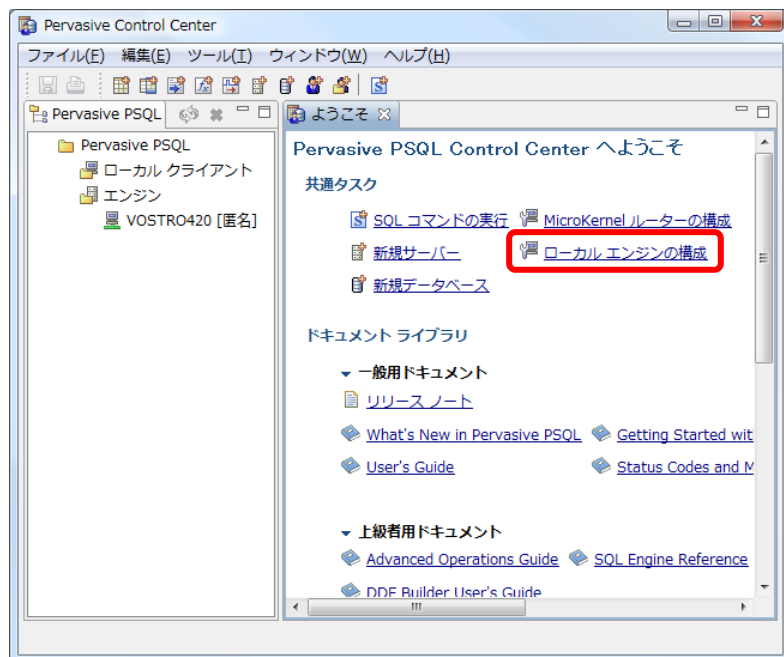 Pervasive Control Center
ファイル(F) 編集(E) ツール(T) ウィンドウ(W) ヘルプ(H)
Pervasive PSQL
ようこそ
Pervasive PSQL
ローカル クライアント
エンジン
VOSTRO420 [匿名]
Pervasive PSQL Control Center へようこそ
共通タスク
SQL コマンドの実行 MicroKernel ルーターの構成
新規サーバー ローカル エンジンの構成
新規データベース
ドキュメント ライブラリ
一般用ドキュメント
リリース ノート
What's New in Pervasive PSQL Getting Started wit
User's Guide Status Codes and M
上級者用ドキュメント
Advanced Operations Guide SQL Engine Reference
DDF Builder User's Guide